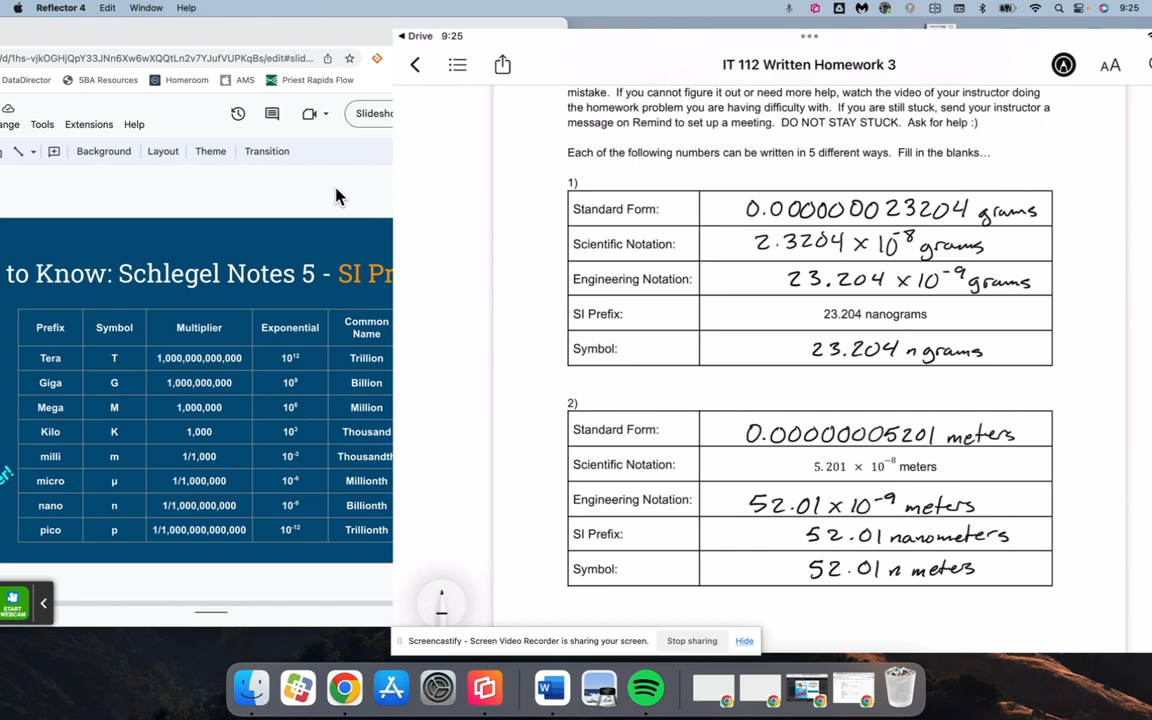 Reflector 4 Edit Window Help 9:25
/d/1hs-vjkOGHjQpY33JNn6Xw6wXQQtLn2v7YJufVUPKqBs/edit#slid
DataDirector SBA Resources Homeroom AMS Priest Rapids Flow
ange Tools Extensions Help Slidesho
Background Layout Theme Transition
to Know: Schlegel Notes 5 - SI Pr
Prefix Symbol Multiplier Exponential Common Name
Tera T 1,000,000,000,000 10¹² Trillion
Giga G 1,000,000,000 10⁹ Billion
Mega M 1,000,000 10⁶ Million
Kilo K 1,000 10³ Thousand
milli m 1/1,000 10⁻³ Thousandth
micro µ 1/1,000,000 10⁻⁶ Millionth
nano n 1/1,000,000,000 10⁻⁹ Billionth
pico p 1/1,000,000,000,000 10⁻¹² Trillionth
START WEBCAM
Drive 9:25
IT 112 Written Homework 3
AA
mistake. If you cannot figure it out or need more help, watch the video of your instructor doing
the homework problem you are having difficulty with. If you are still stuck, send your instructor a
message on Remind to set up a meeting. DO NOT STAY STUCK. Ask for help :)
Each of the following numbers can be written in 5 different ways. Fill in the blanks...
1)
Standard Form: 0.000000023204 grams
Scientific Notation: 2.3204 × 10⁻⁸ grams
Engineering Notation: 23.204 × 10⁻⁹ grams
SI Prefix: 23.204 nanograms
Symbol: 23.204 n grams
2)
Standard Form: 0.00000005201 meters
Scientific Notation: 5.201 × 10⁻⁸ meters
Engineering Notation: 52.01 × 10⁻⁹ meters
SI Prefix: 52.01 nanometers
Symbol: 52.01 n meters
Screencastify - Screen Video Recorder is sharing your screen. Stop sharing Hide